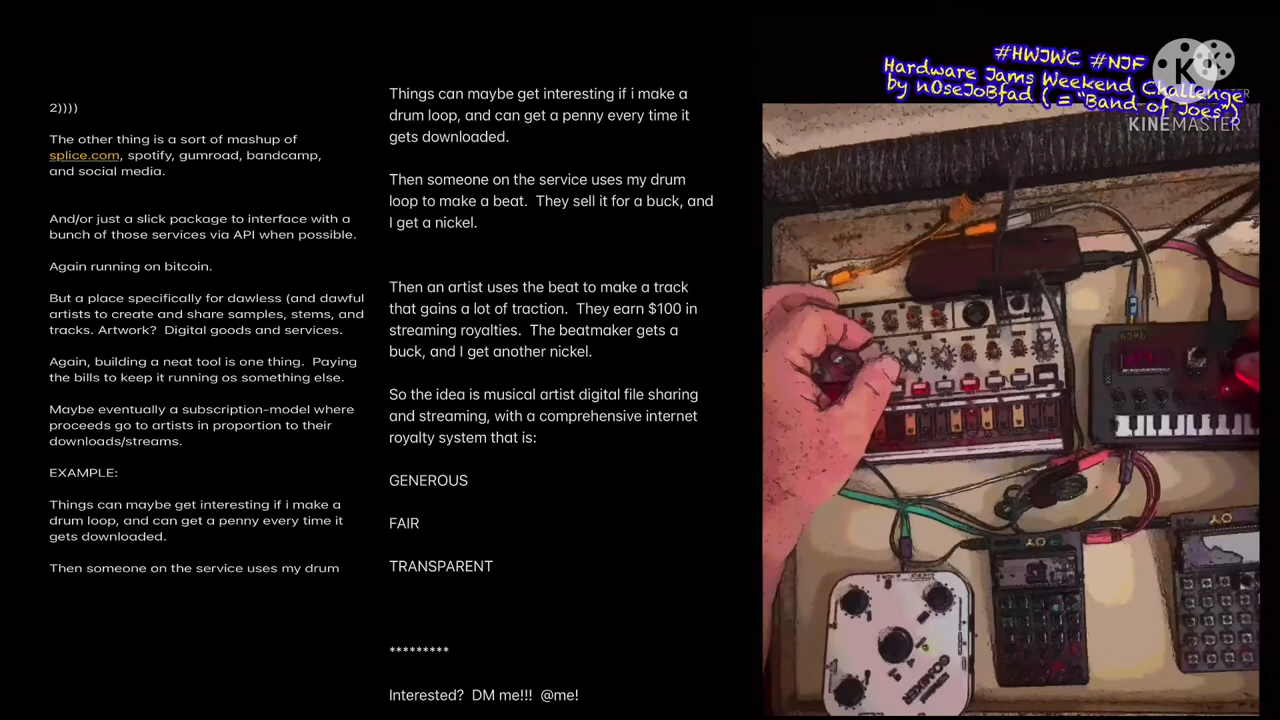 2))))
The other thing is a sort of mashup of
splice.com, spotify, gumroad, bandcamp,
and social media.
And/or just a slick package to interface with a
bunch of those services via API when possible.
Again running on bitcoin.
But a place specifically for dawless (and dawful
artists to create and share samples, stems, and
tracks. Artwork?  Digital goods and services.
Again, building a neat tool is one thing.  Paying
the bills to keep it running os something else.
Maybe eventually a subscription-model where
proceeds go to artists in proportion to their
downloads/streams.
EXAMPLE:
Things can maybe get interesting if i make a
drum loop, and can get a penny every time it
gets downloaded.
Then someone on the service uses my drum
Things can maybe get interesting if i make a
drum loop, and can get a penny every time it
gets downloaded.
Then someone on the service uses my drum
loop to make a beat.  They sell it for a buck, and
I get a nickel.
Then an artist uses the beat to make a track
that gains a lot of traction.  They earn $100 in
streaming royalties.  The beatmaker gets a
buck, and I get another nickel.
So the idea is musical artist digital file sharing
and streaming, with a comprehensive internet
royalty system that is:
GENEROUS
FAIR
TRANSPARENT
*********
Interested?  DM me!!!  @me!
#HWJWC #NJF
Hardware Jams Weekend Challenge
by n0seJoBfad ( = "Band of Joes")
K
KINEMASTER
KORG
GOMIXER